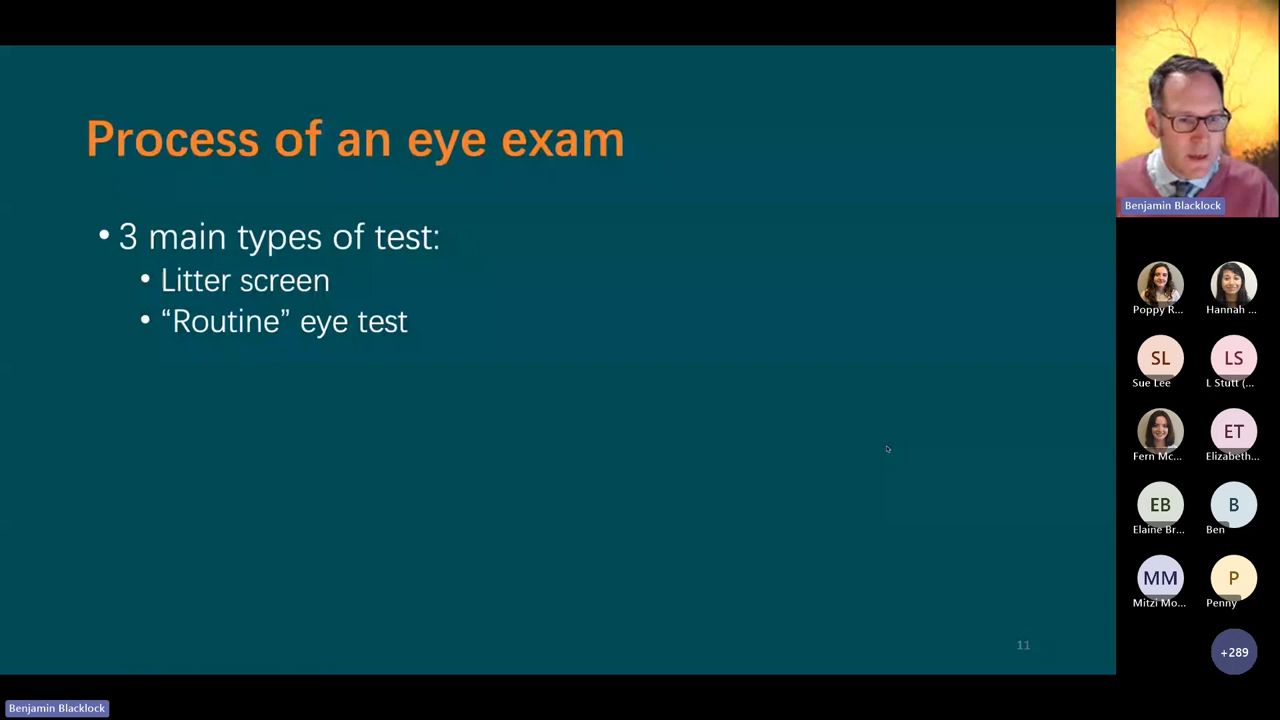 Process of an eye exam
• 3 main types of test:
• Litter screen
• “Routine” eye test
11
Benjamin Blacklock
Poppy R...
Hannah ...
SL
Sue Lee
LS
L Stutt (...
Fern Mc...
ET
Elizabeth...
EB
Elaine Br...
B
Ben
MM
Mitzi Mo...
P
Penny
+289
Benjamin Blacklock